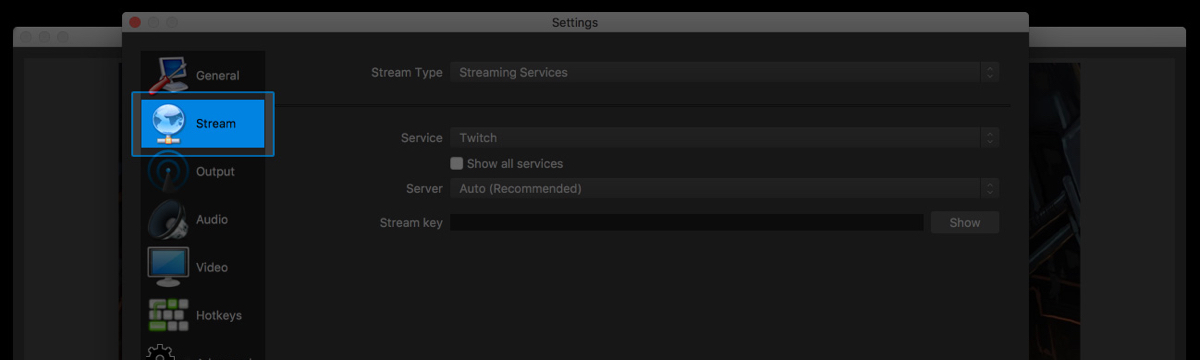 Settings
General
Stream
Output
Audio
Video
Hotkeys
Stream Type Streaming Services
Service Twitch
Show all services
Server Auto (Recommended)
Stream key Show